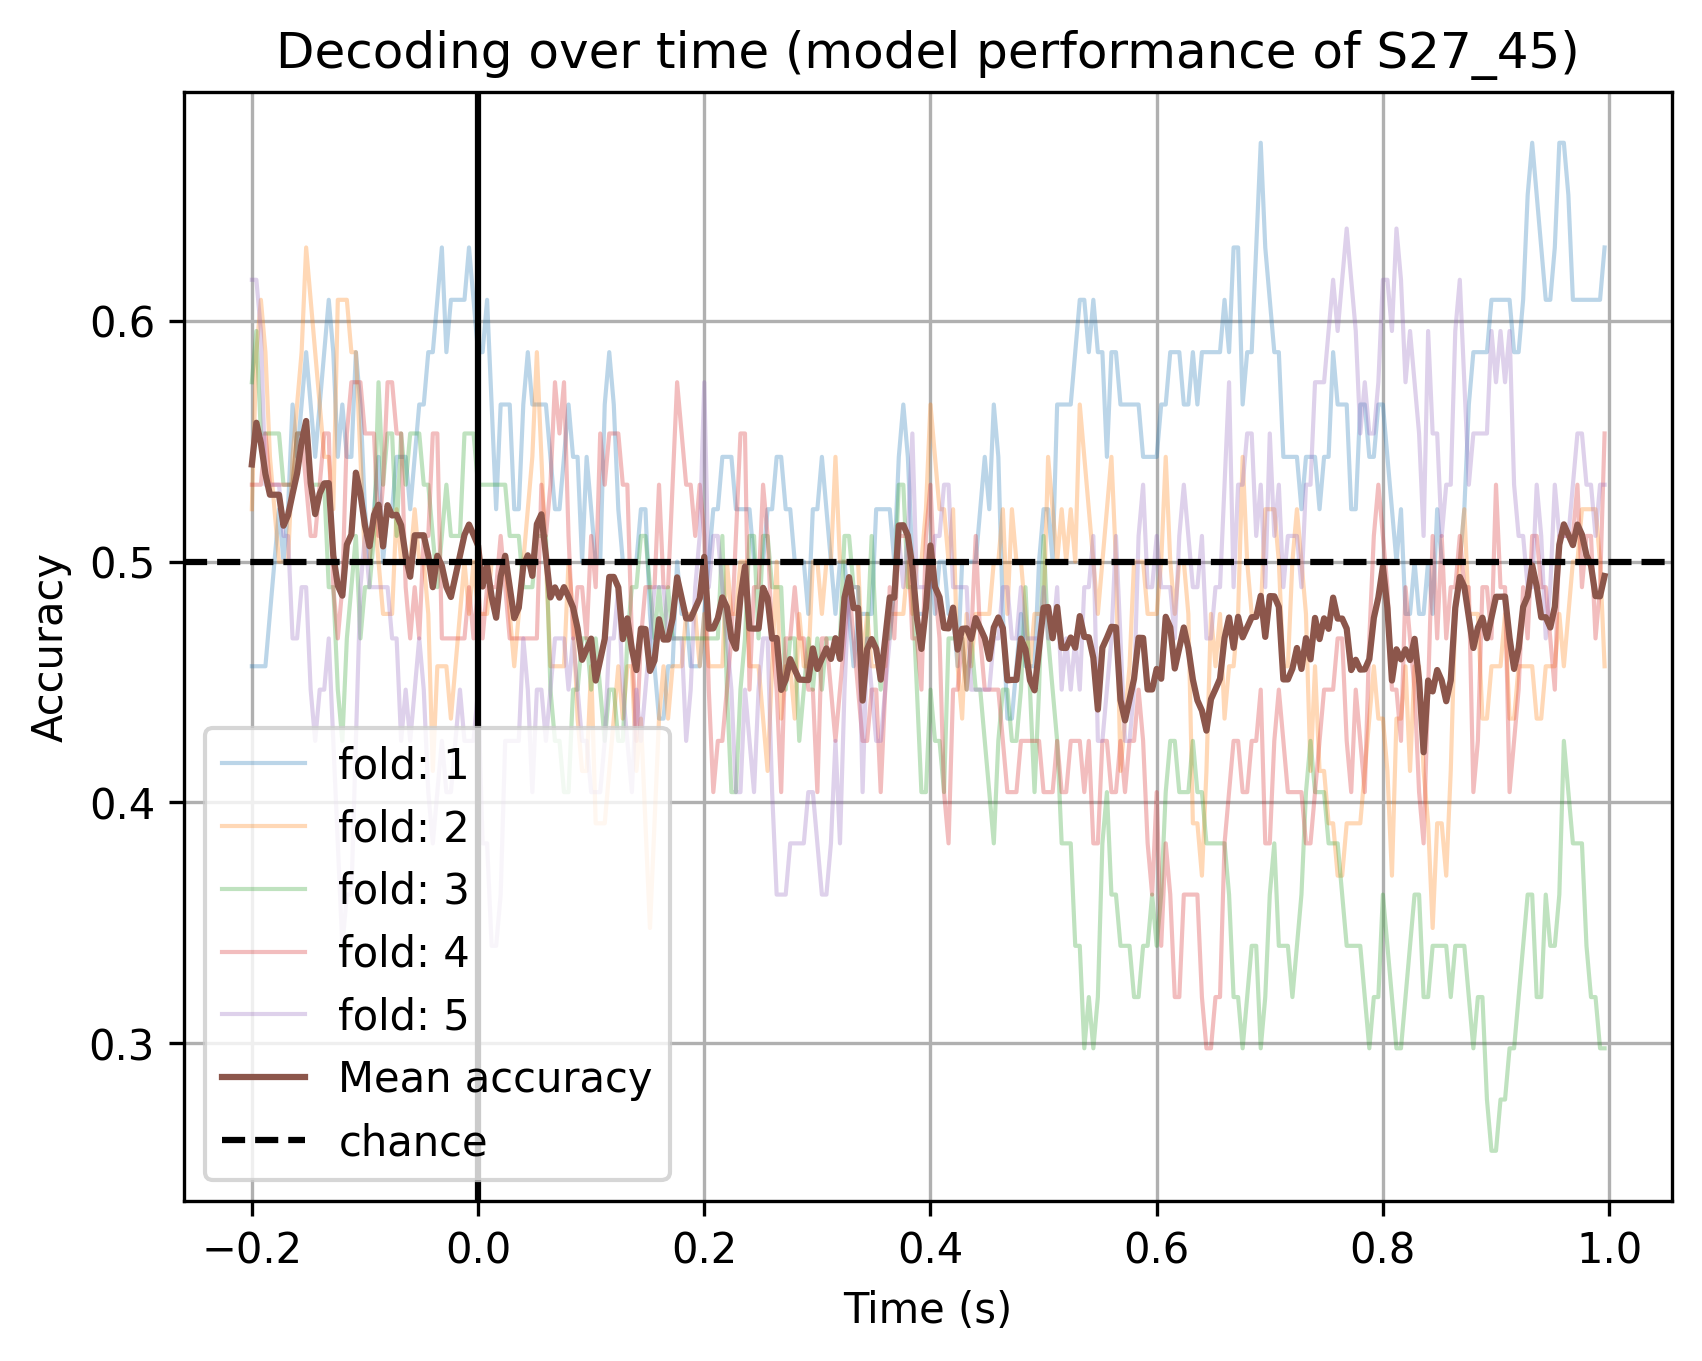 Decoding over time (model performance of S27_45)
Accuracy
0.6
0.5
0.4
0.3
fold: 1
fold: 2
fold: 3
fold: 4
fold: 5
Mean accuracy
chance
−0.2
0.0
0.2
0.4
0.6
0.8
1.0
Time (s)